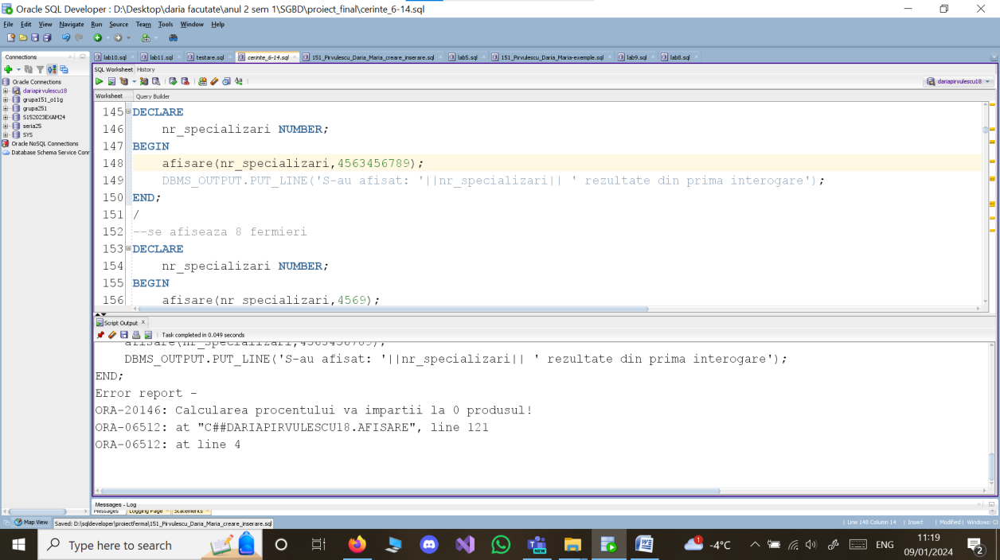 Oracle SQL Developer : D:\Desktop\daria facutate\anul 2 sem 1\SGBD\proiect_final\cerinte_6-14.sql
File Edit View Navigate Run Source Team Tools Window Help
Connections
lab10.sql lab11.sql testare.sql cerinte_6-14.sql 151_Pirvulescu_Daria_Maria_creare_inserare.sql lab5.sql 151_Pirvulescu_Daria_Maria-exemple.sql lab9.sql lab8.sql
SQL Worksheet History
Oracle Connections
dariapirvulescu18
grupa151_o11g
grupa251
S152023EXAM24
seria25
SYS
Oracle NoSQL Connections
Database Schema Service Conr
dariapirvulescu18
Worksheet Query Builder
145 DECLARE
146 nr_specializari NUMBER;
147 BEGIN
148 afisare(nr_specializari,4563456789);
149 DBMS_OUTPUT.PUT_LINE('S-au afisat: '||nr_specializari|| ' rezultate din prima interogare');
150 END;
151 /
152 --se afiseaza 8 fermieri
153 DECLARE
154 nr_specializari NUMBER;
155 BEGIN
156 afisare(nr_specializari,4569);
Script Output
Task completed in 0.049 seconds
afisare(nr_specializari,4563456789);
DBMS_OUTPUT.PUT_LINE('S-au afisat: '||nr_specializari|| ' rezultate din prima interogare');
END;
Error report -
ORA-20146: Calcularea procentului va impartii la 0 produsul!
ORA-06512: at "C##DARIAPIRVULESCU18.AFISARE", line 121
ORA-06512: at line 4
Messages - Log
Messages Logging Page Statements
Map View
Saved: D:\sqldeveloper\proiectferma\151_Pirvulescu_Daria_Maria_creare_inserare.sql
Line 148 Column 14 | Insert | Modified | Windows: Cl
Type here to search
NEW
1
-4°C
ENG
11:19
09/01/2024
2